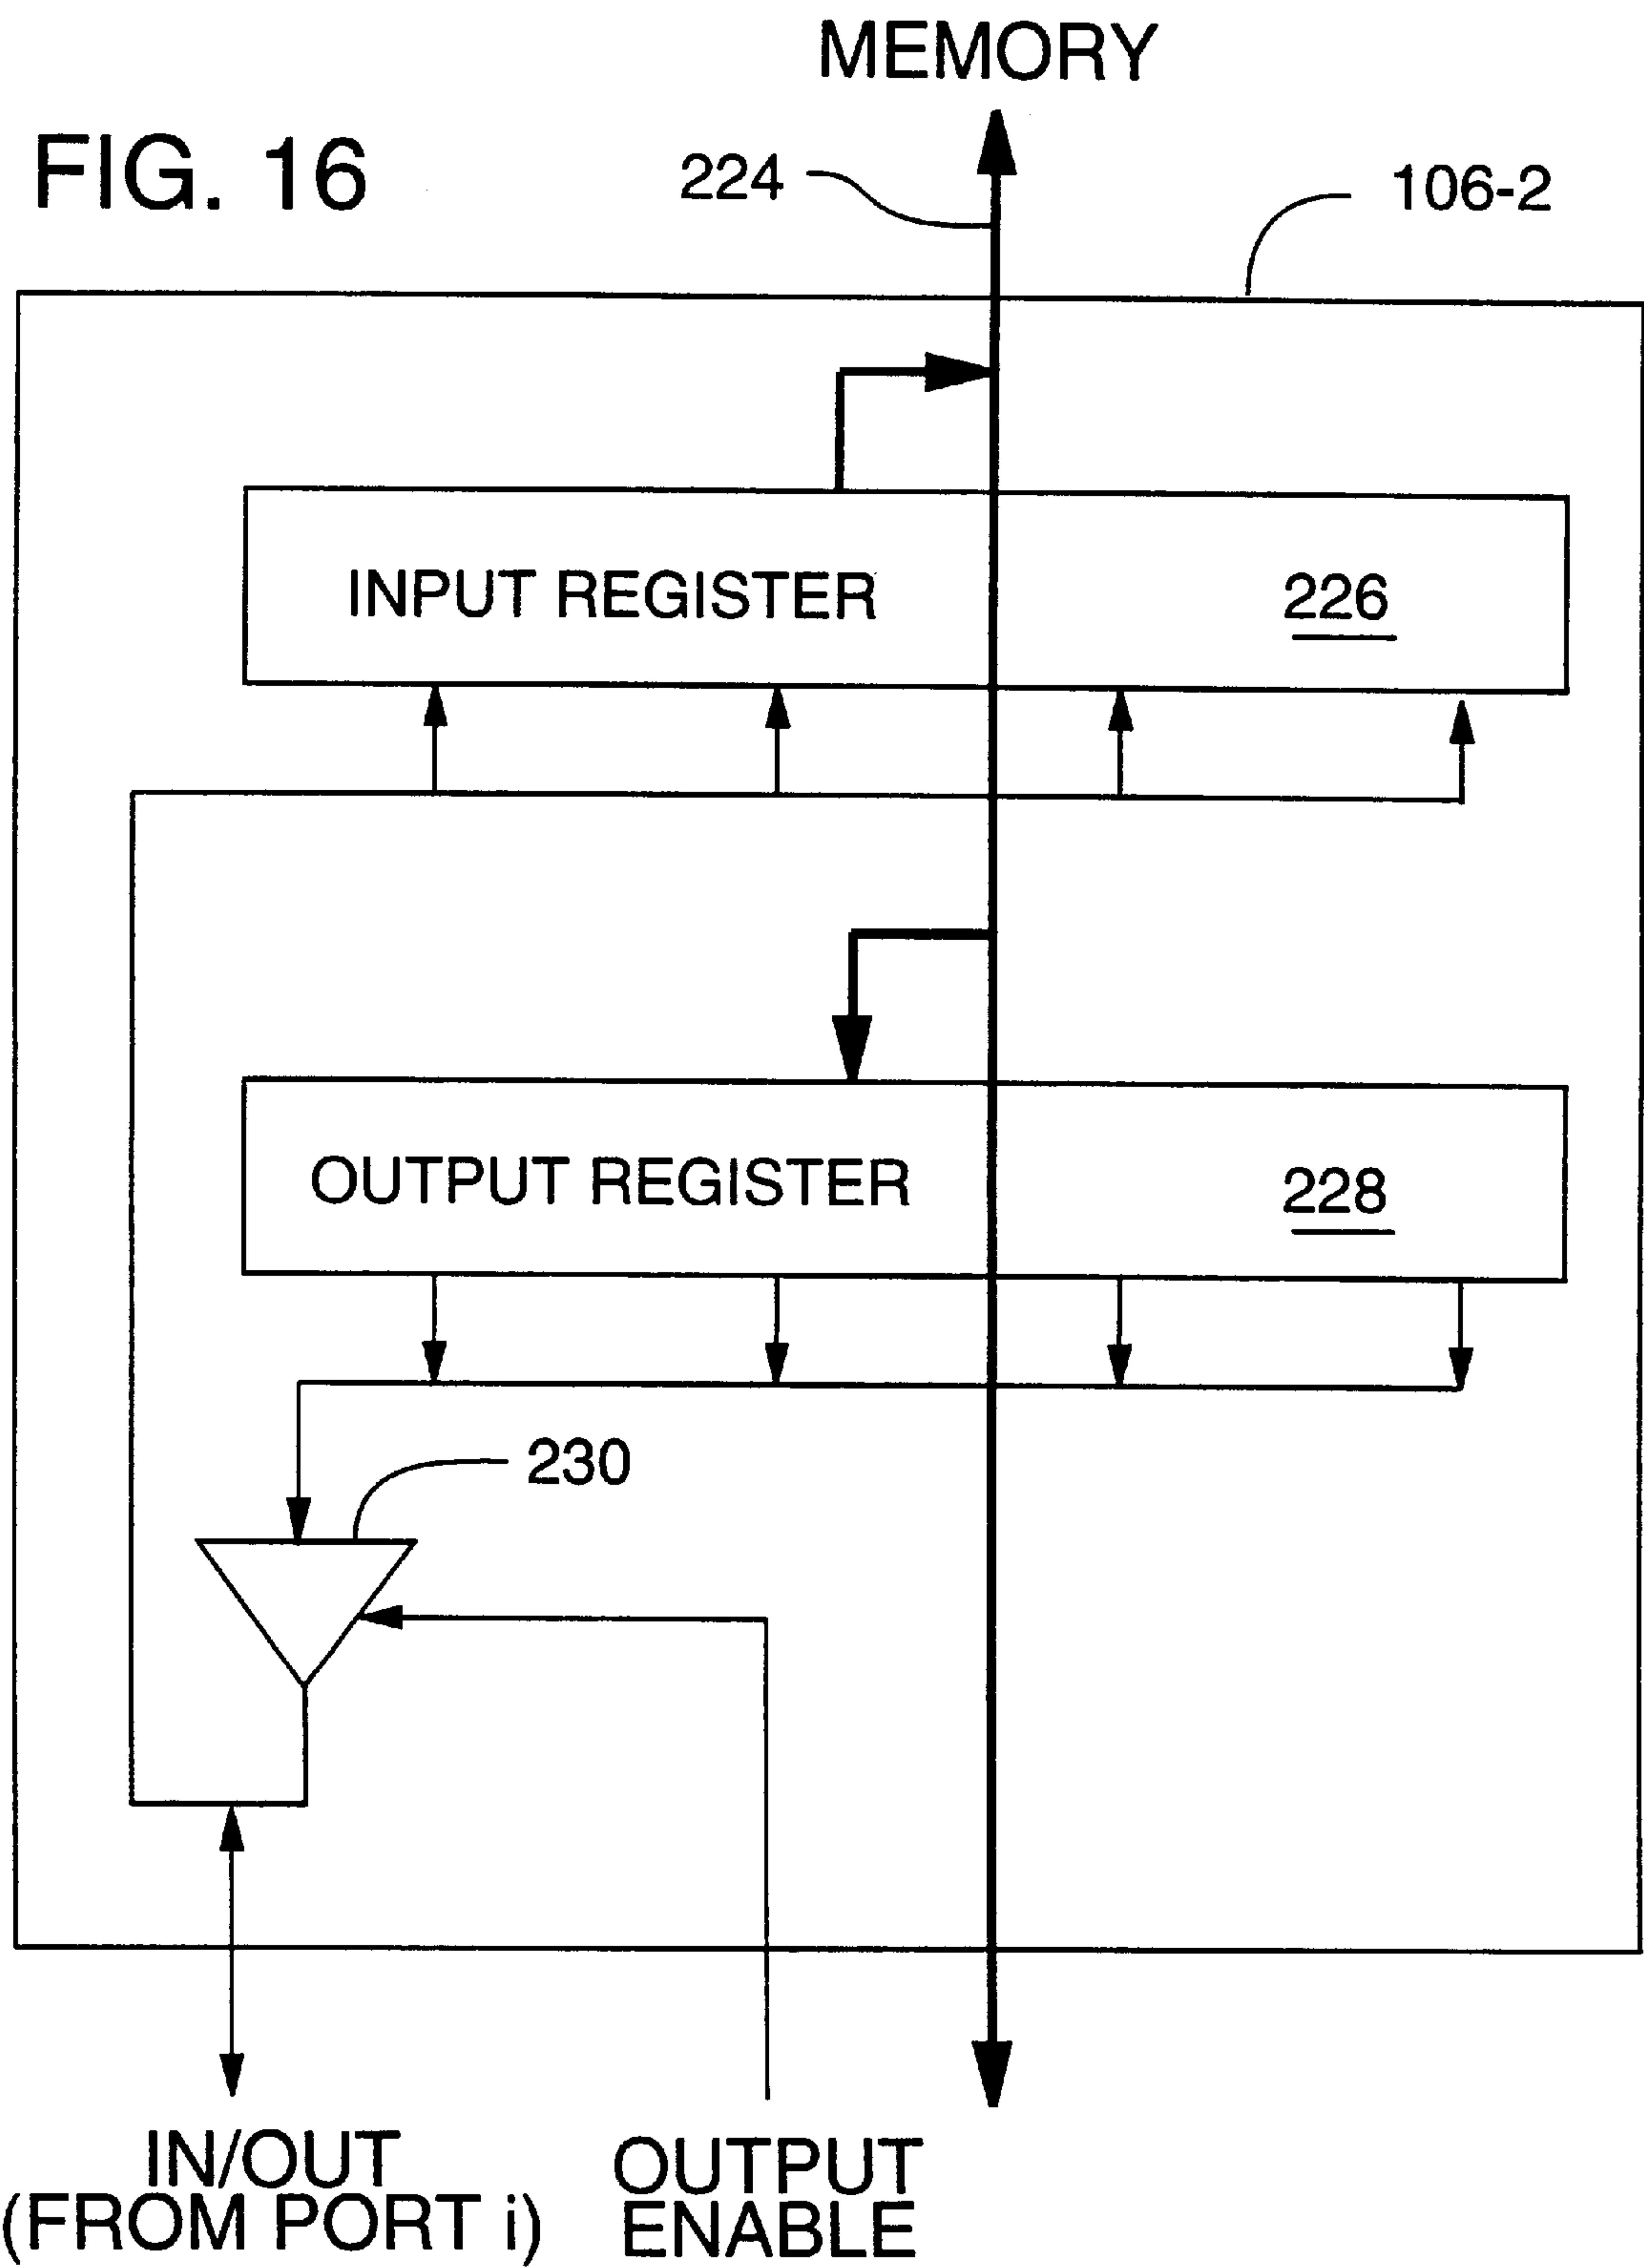 MEMORY
FIG. 16
224
106-2
INPUT REGISTER
226
OUTPUT REGISTER
228
230
IN/OUT
(FROM PORT i)
OUTPUT
ENABLE